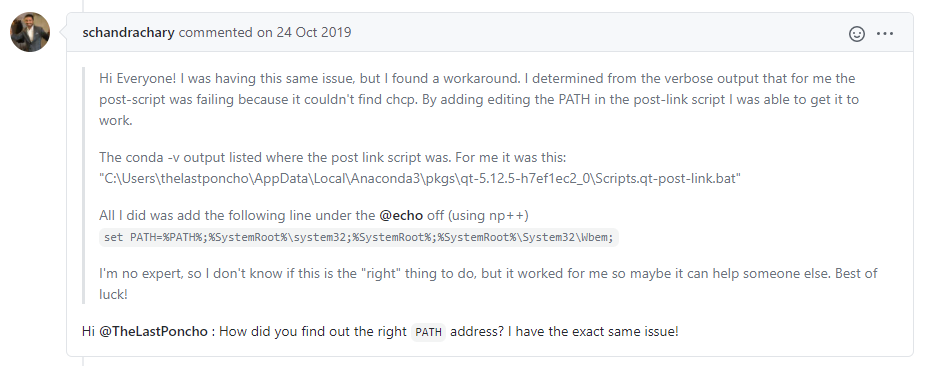 schandrachary commented on 24 Oct 2019
Hi Everyone! I was having this same issue, but I found a workaround. I determined from the verbose output that for me the
post-script was failing because it couldn't find chcp. By adding editing the PATH in the post-link script I was able to get it to
work.
The conda -v output listed where the post link script was. For me it was this:
"C:\Users\thelastponcho\AppData\Local\Anaconda3\pkgs\qt-5.12.5-h7ef1ec2_0\Scripts.qt-post-link.bat"
All I did was add the following line under the @echo off (using np++)
set PATH=%PATH%;%SystemRoot%\system32;%SystemRoot%;%SystemRoot%\System32\Wbem;
I'm no expert, so I don't know if this is the "right" thing to do, but it worked for me so maybe it can help someone else. Best of
luck!
Hi @TheLastPoncho : How did you find out the right PATH address? I have the exact same issue!